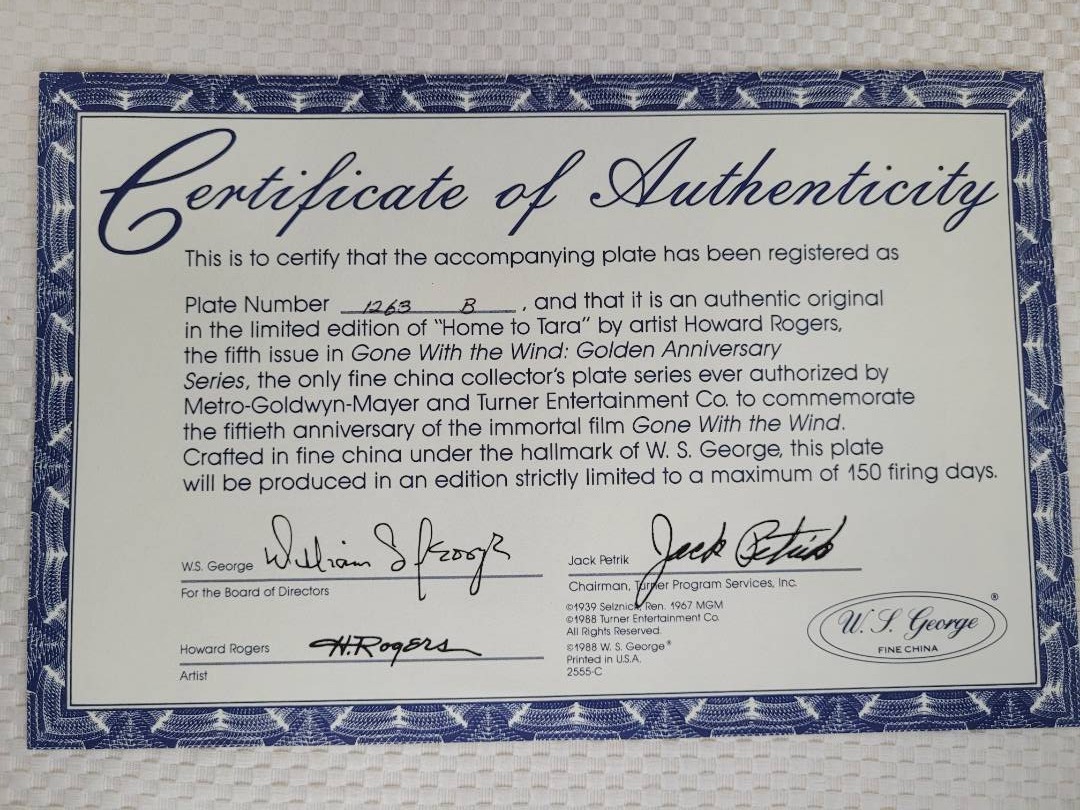 Certificate of Authenticity
This is to certify that the accompanying plate has been registered as
Plate Number 1263 B, and that it is an authentic original
in the limited edition of "Home to Tara" by artist Howard Rogers,
the fifth issue in Gone With the Wind: Golden Anniversary
Series, the only fine china collector's plate series ever authorized by
Metro-Goldwyn-Mayer and Turner Entertainment Co. to commemorate
the fiftieth anniversary of the immortal film Gone With the Wind.
Crafted in fine china under the hallmark of W. S. George, this plate
will be produced in an edition strictly limited to a maximum of 150 firing days.
W.S. George William S George
For the Board of Directors
Howard Rogers H. Rogers
Artist
Jack Petrik Jack Petrik
Chairman, Turner Program Services, Inc.
©1939 Selznick, Ren. 1967 MGM
©1988 Turner Entertainment Co.
All Rights Reserved.
©1988 W. S. George®
Printed in U.S.A.
2555-C
W. S. George ®
FINE CHINA